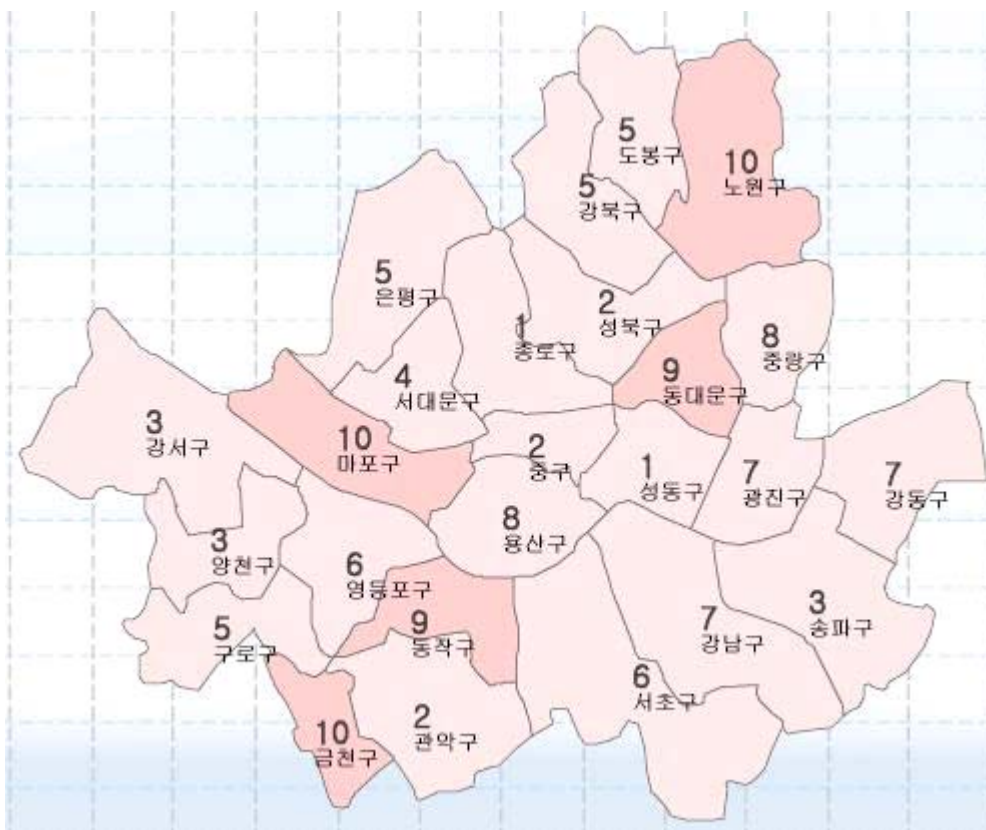 5
도봉구
10
노원구
5
강북구
5
은평구
2
성북구
1
종로구
8
중랑구
4
서대문구
9
동대문구
3
강서구
10
마포구
2
중구
1
성동구
7
광진구
7
강동구
8
용산구
3
양천구
6
영등포구
3
송파구
9
동작구
7
강남구
5
구로구
6
서초구
2
관악구
10
금천구